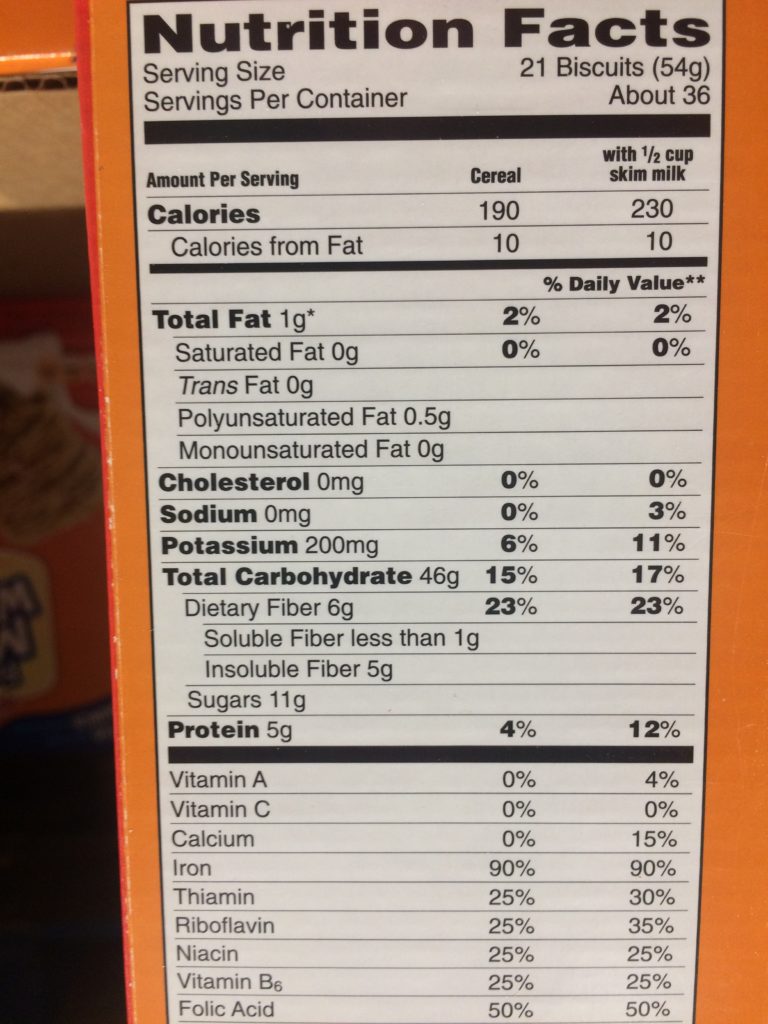 Nutrition Facts
Serving Size 21 Biscuits (54g)
Servings Per Container About 36
Amount Per Serving Cereal with 1/2 cup skim milk
Calories 190 230
Calories from Fat 10 10
% Daily Value**
Total Fat 1g* 2% 2%
Saturated Fat 0g 0% 0%
Trans Fat 0g
Polyunsaturated Fat 0.5g
Monounsaturated Fat 0g
Cholesterol 0mg 0% 0%
Sodium 0mg 0% 3%
Potassium 200mg 6% 11%
Total Carbohydrate 46g 15% 17%
Dietary Fiber 6g 23% 23%
Soluble Fiber less than 1g
Insoluble Fiber 5g
Sugars 11g
Protein 5g 4% 12%
Vitamin A 0% 4%
Vitamin C 0% 0%
Calcium 0% 15%
Iron 90% 90%
Thiamin 25% 30%
Riboflavin 25% 35%
Niacin 25% 25%
Vitamin B6 25% 25%
Folic Acid 50% 50%